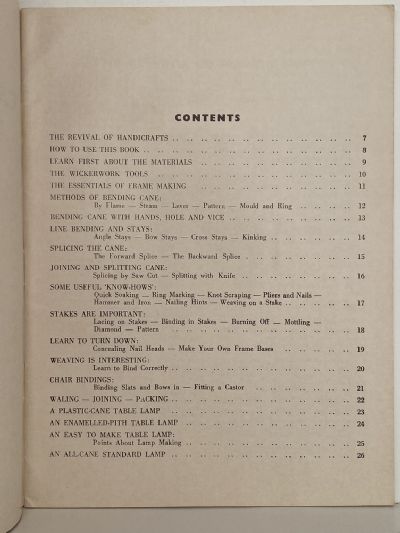 CONTENTS
THE REVIVAL OF HANDICRAFTS .. .. .. .. .. .. .. .. .. .. 7
HOW TO USE THIS BOOK .. .. .. .. .. .. .. .. .. .. .. 8
LEARN FIRST ABOUT THE MATERIALS .. .. .. .. .. .. .. .. 9
THE WICKERWORK TOOLS .. .. .. .. .. .. .. .. .. .. 10
THE ESSENTIALS OF FRAME MAKING .. .. .. .. .. .. .. .. 11
METHODS OF BENDING CANE:
By Flame — Steam — Lever — Pattern — Mould and Ring .. .. .. .. 12
BENDING CANE WITH HANDS, HOLE AND VICE .. .. .. .. .. .. 13
LINE BENDING AND STAYS:
Angle Stays — Bow Stays — Cross Stays — Kinking .. .. .. .. .. 14
SPLICING THE CANE:
The Forward Splice — The Backward Splice .. .. .. .. .. .. 15
JOINING AND SPLITTING CANE:
Splicing by Saw Cut — Splitting with Knife .. .. .. .. .. .. 16
SOME USEFUL 'KNOW-HOWS':
Quick Soaking — Ring Marking — Knot Scraping — Pliers and Nails —
Hammer and Iron — Nailing Hints — Weaving on a Stake .. .. .. .. 17
STAKES ARE IMPORTANT:
Lacing on Stakes — Binding in Stakes — Burning Off — Mottling —
Diamond — Pattern .. .. .. .. .. .. .. .. .. 18
LEARN TO TURN DOWN:
Concealing Nail Heads — Make Your Own Frame Bases .. .. .. .. 19
WEAVING IS INTERESTING:
Learn to Bind Correctly .. .. .. .. .. .. .. .. .. 20
CHAIR BINDINGS:
Binding Slats and Bows in — Fitting a Castor .. .. .. .. .. 21
WALING — JOINING — PACKING .. .. .. .. .. .. .. .. .. 22
A PLASTIC-CANE TABLE LAMP .. .. .. .. .. .. .. .. .. 23
AN ENAMELLED-PITH TABLE LAMP .. .. .. .. .. .. .. .. 24
AN EASY TO MAKE TABLE LAMP:
Points About Lamp Making .. .. .. .. .. .. .. .. 25
AN ALL-CANE STANDARD LAMP .. .. .. .. .. .. .. .. .. 26